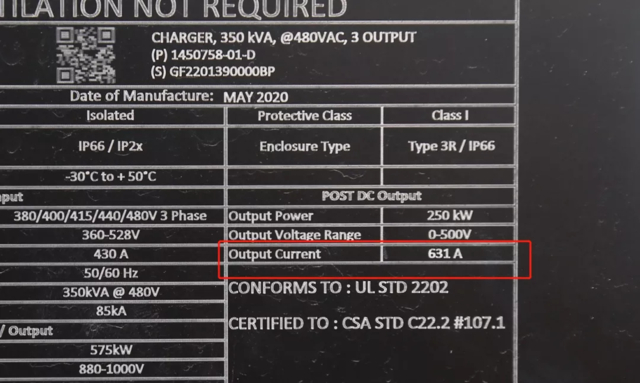 TILATION NOT REQUIRED
CHARGER, 350 kVA, @480VAC, 3 OUTPUT
(P) 1450758-01-D
(S) GF2201390000BP
Date of Manufacture: MAY 2020
Isolated Protective Class Class I
IP66 / IP2x Enclosure Type Type 3R / IP66
-30°C to + 50°C
nput POST DC Output
380/400/415/440/480V 3 Phase Output Power 250 kW
360-528V Output Voltage Range 0-500V
430 A Output Current 631 A
50/60 Hz
350kVA @ 480V CONFORMS TO : UL STD 2202
85kA
/ Output CERTIFIED TO : CSA STD C22.2 #107.1
575kW
880-1000V